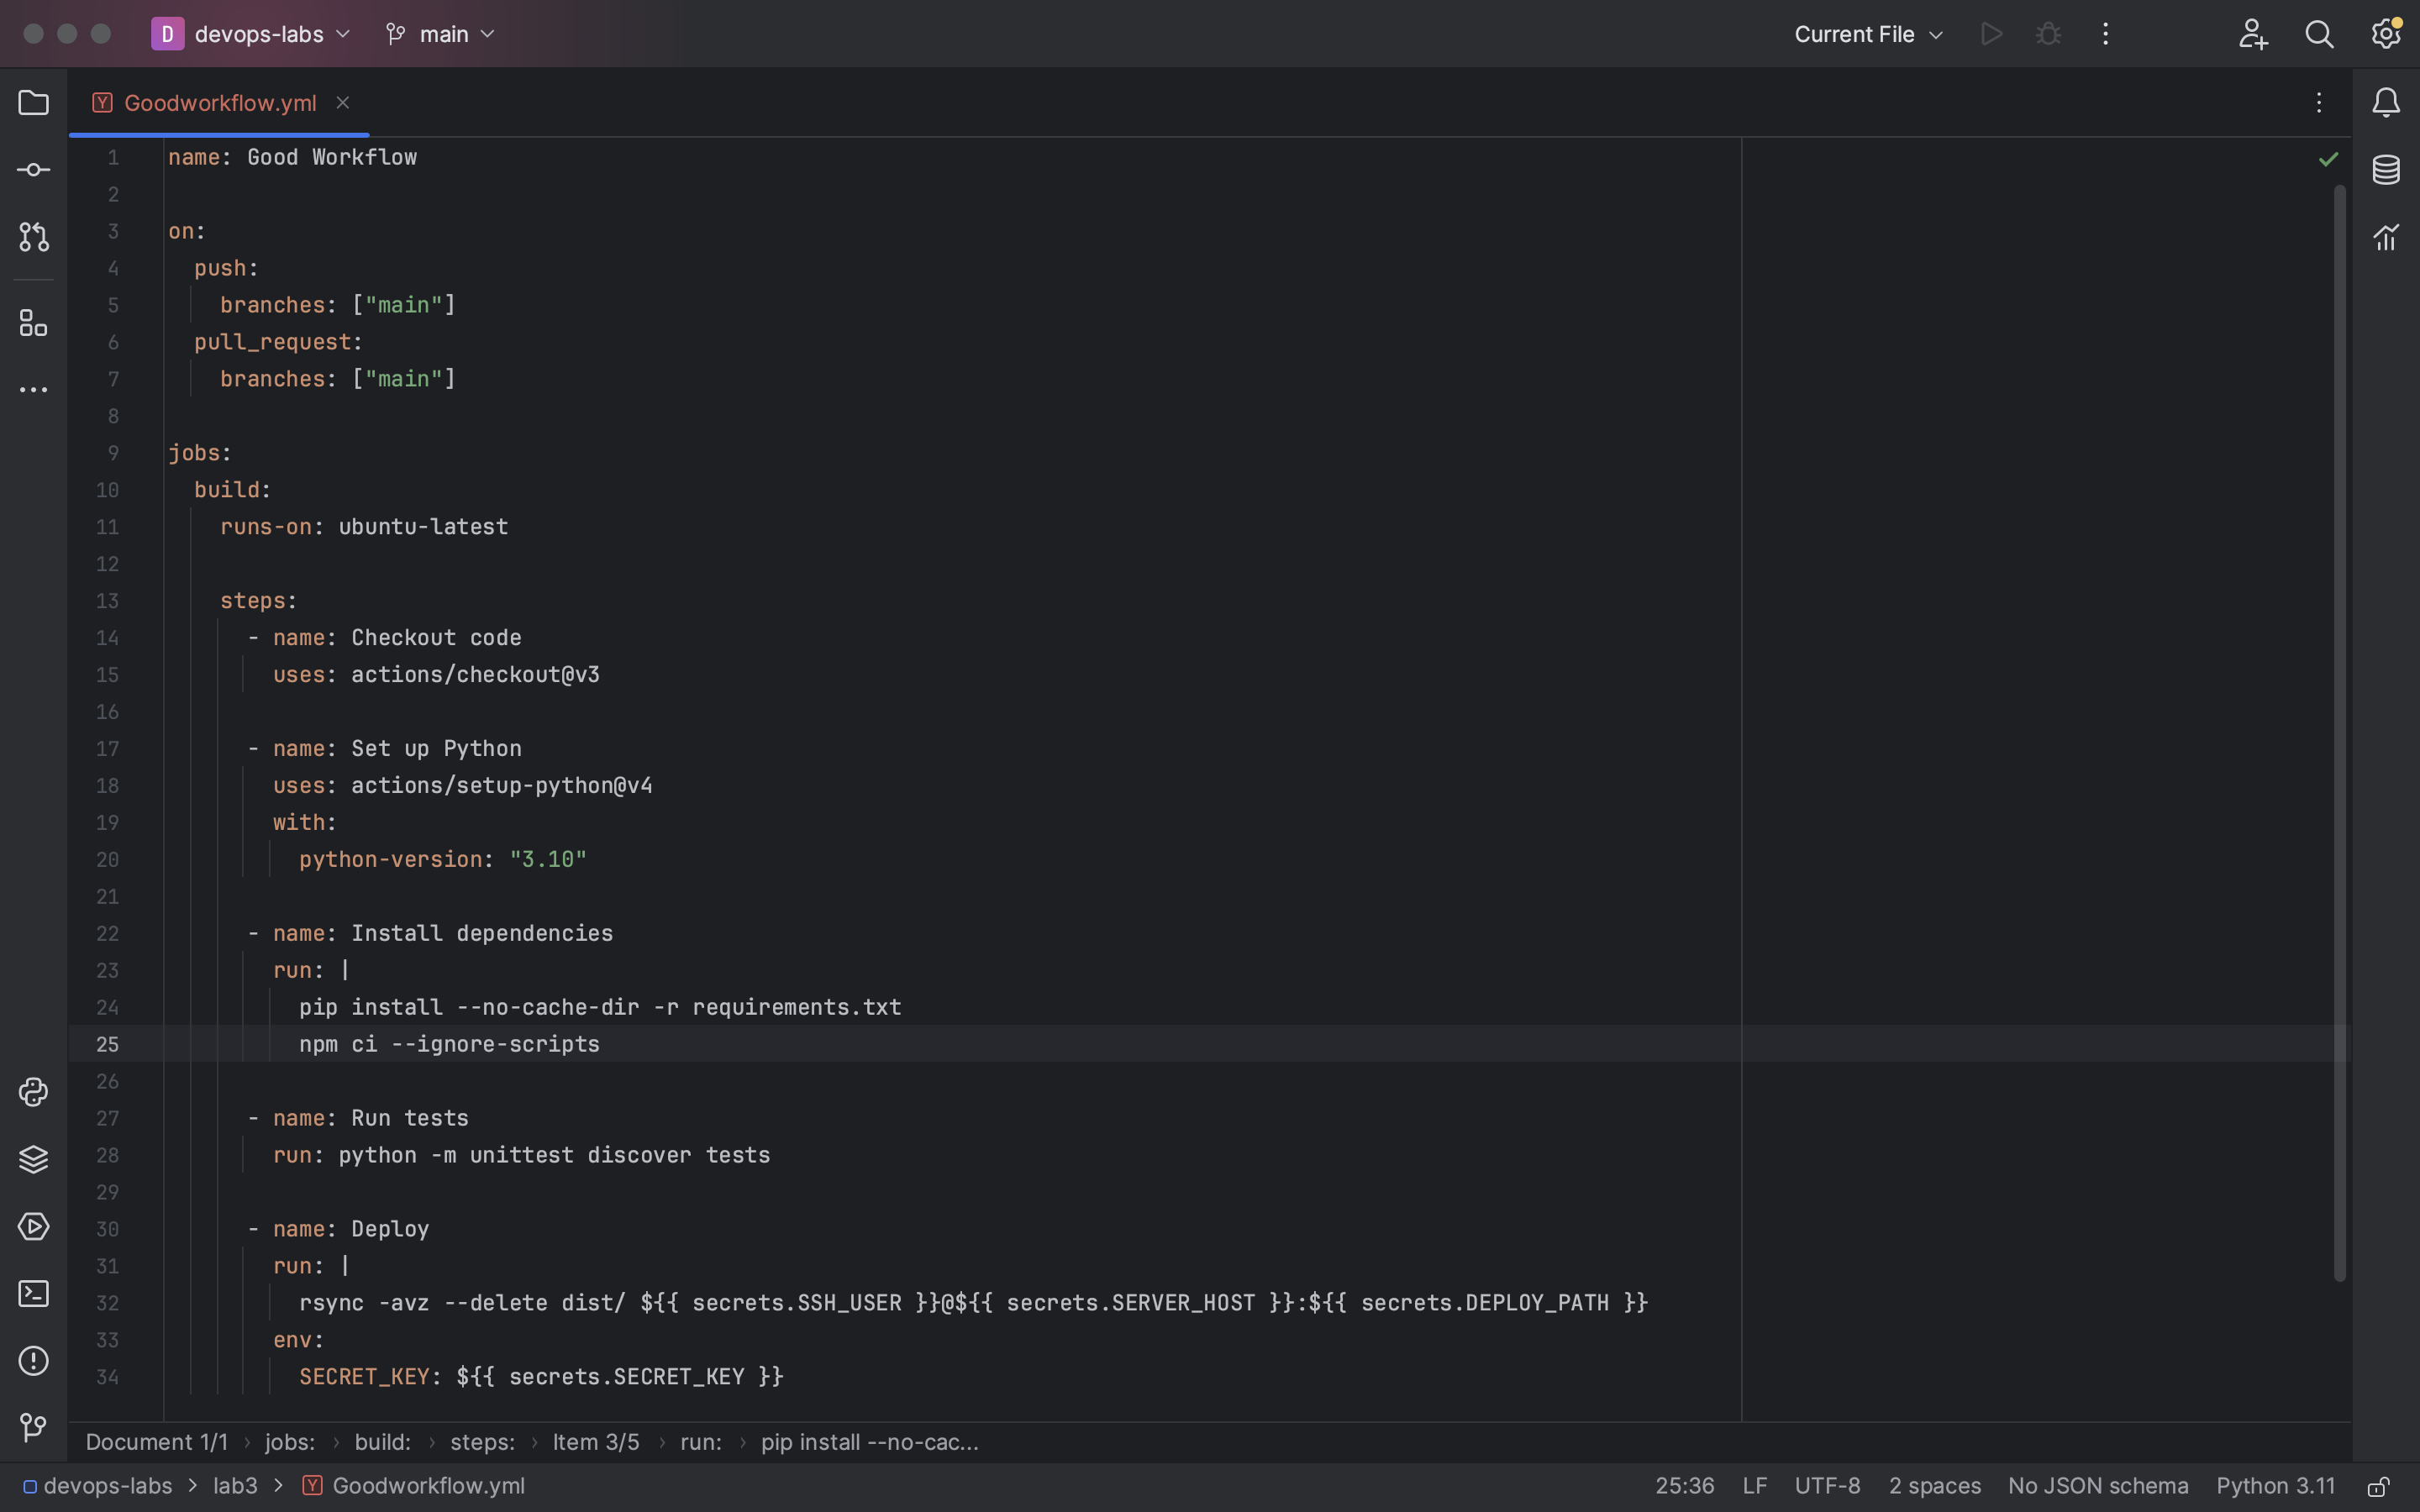 D devops-labs main Current File
Goodworkflow.yml
1 name: Good Workflow
2
3 on:
4   push:
5     branches: ["main"]
6   pull_request:
7     branches: ["main"]
8
9 jobs:
10   build:
11     runs-on: ubuntu-latest
12
13     steps:
14       - name: Checkout code
15         uses: actions/checkout@v3
16
17       - name: Set up Python
18         uses: actions/setup-python@v4
19         with:
20           python-version: "3.10"
21
22       - name: Install dependencies
23         run: |
24           pip install --no-cache-dir -r requirements.txt
25           npm ci --ignore-scripts
26
27       - name: Run tests
28         run: python -m unittest discover tests
29
30       - name: Deploy
31         run: |
32           rsync -avz --delete dist/ ${{ secrets.SSH_USER }}@${{ secrets.SERVER_HOST }}:${{ secrets.DEPLOY_PATH }}
33         env:
34           SECRET_KEY: ${{ secrets.SECRET_KEY }}
Document 1/1 › jobs: › build: › steps: › Item 3/5 › run: › pip install --no-cac...
devops-labs > lab3 > Goodworkflow.yml 25:36 LF UTF-8 2 spaces No JSON schema Python 3.11